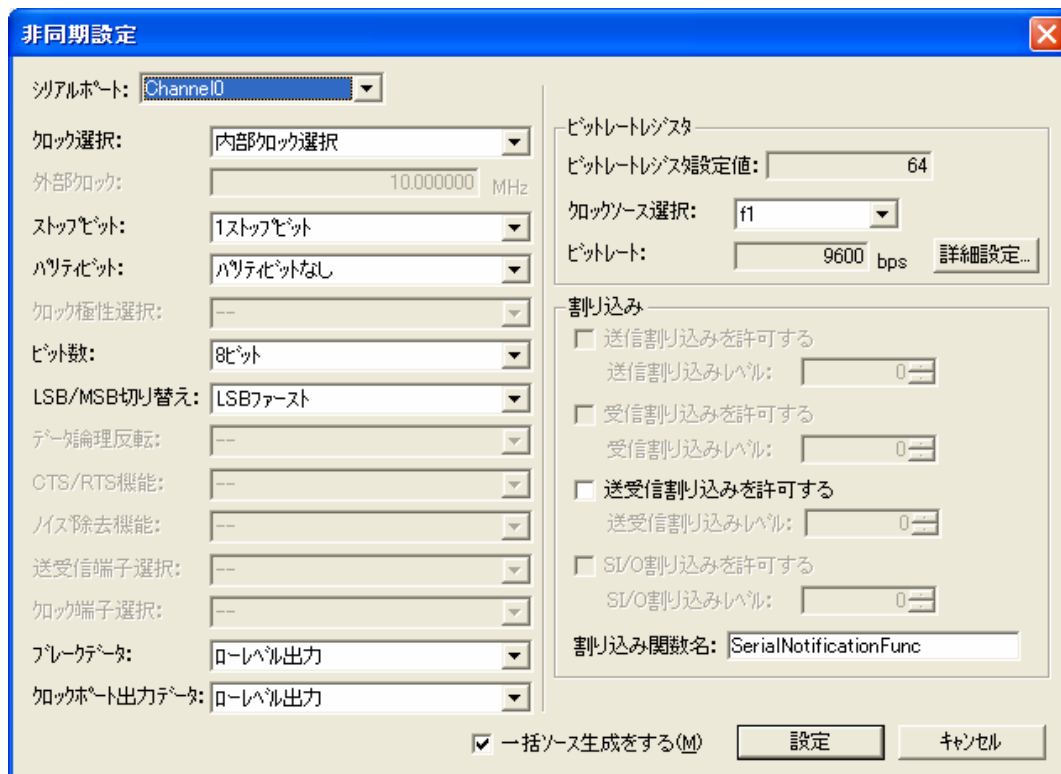 非同期設定
シリアルポート: Channel0
クロック選択: 内部クロック選択
外部クロック: 10.000000 MHz
ストップビット: 1ストップビット
パリティビット: パリティビットなし
クロック極性選択: --
ビット数: 8ビット
LSB/MSB切り替え: LSBファースト
データ論理反転: --
CTS/RTS機能: --
ノイズ除去機能: --
送受信端子選択: --
クロック端子選択: --
ブレークデータ: ローレベル出力
クロックポート出力データ: ローレベル出力
ビットレートレジスタ
ビットレートレジスタ設定値: 64
クロックソース選択: f1
ビットレート: 9600 bps 詳細設定...
割り込み
送信割り込みを許可する
送信割り込みレベル: 0
受信割り込みを許可する
受信割り込みレベル: 0
送受信割り込みを許可する
送受信割り込みレベル: 0
SI/O割り込みを許可する
SI/O割り込みレベル: 0
割り込み関数名: SerialNotificationFunc
一括ソース生成をする(M) 設定 キャンセル